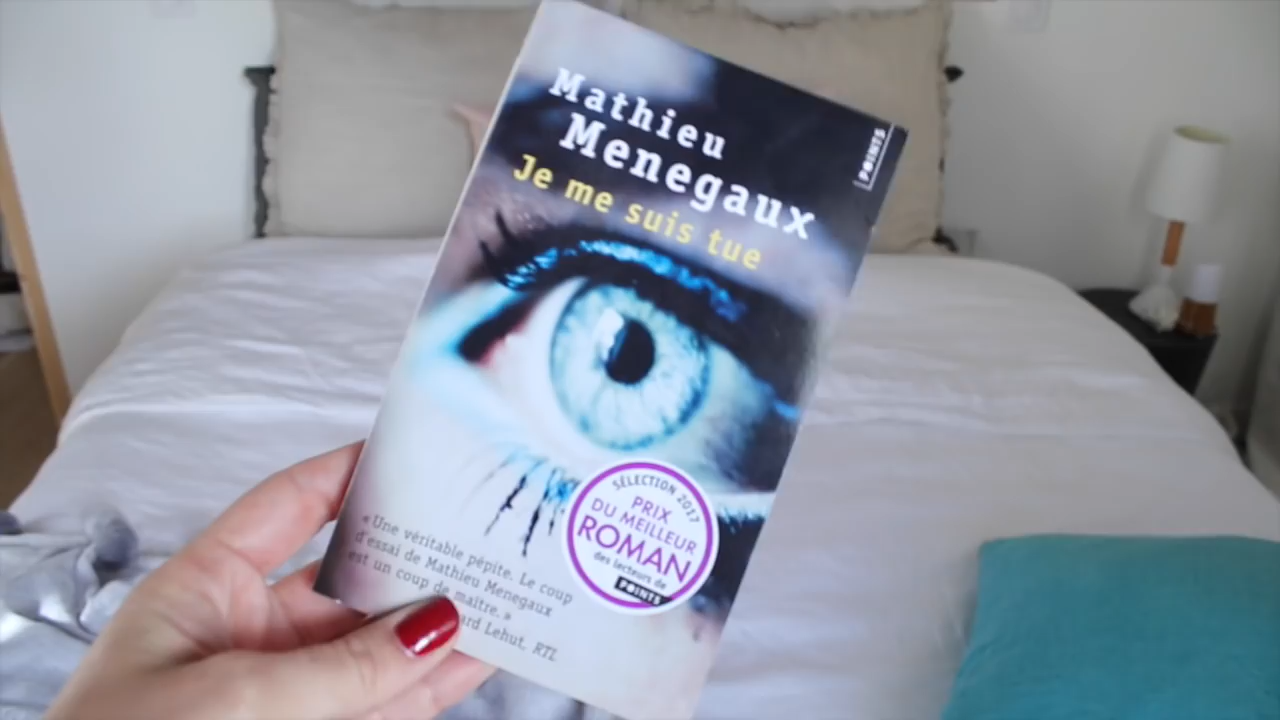 Mathieu
Menegaux
Je me suis tue
POINTS
SÉLECTION 2017
PRIX
DU MEILLEUR
ROMAN
des lecteurs de
POINTS
« Une véritable pépite. Le coup
d'essai de Mathieu Menegaux
est un coup de maître. »
ard Lehut, RTL